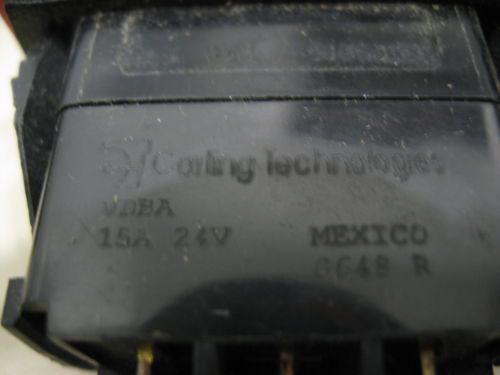 Carling Technologies
VDBA
15A 24V MEXICO
0648 R